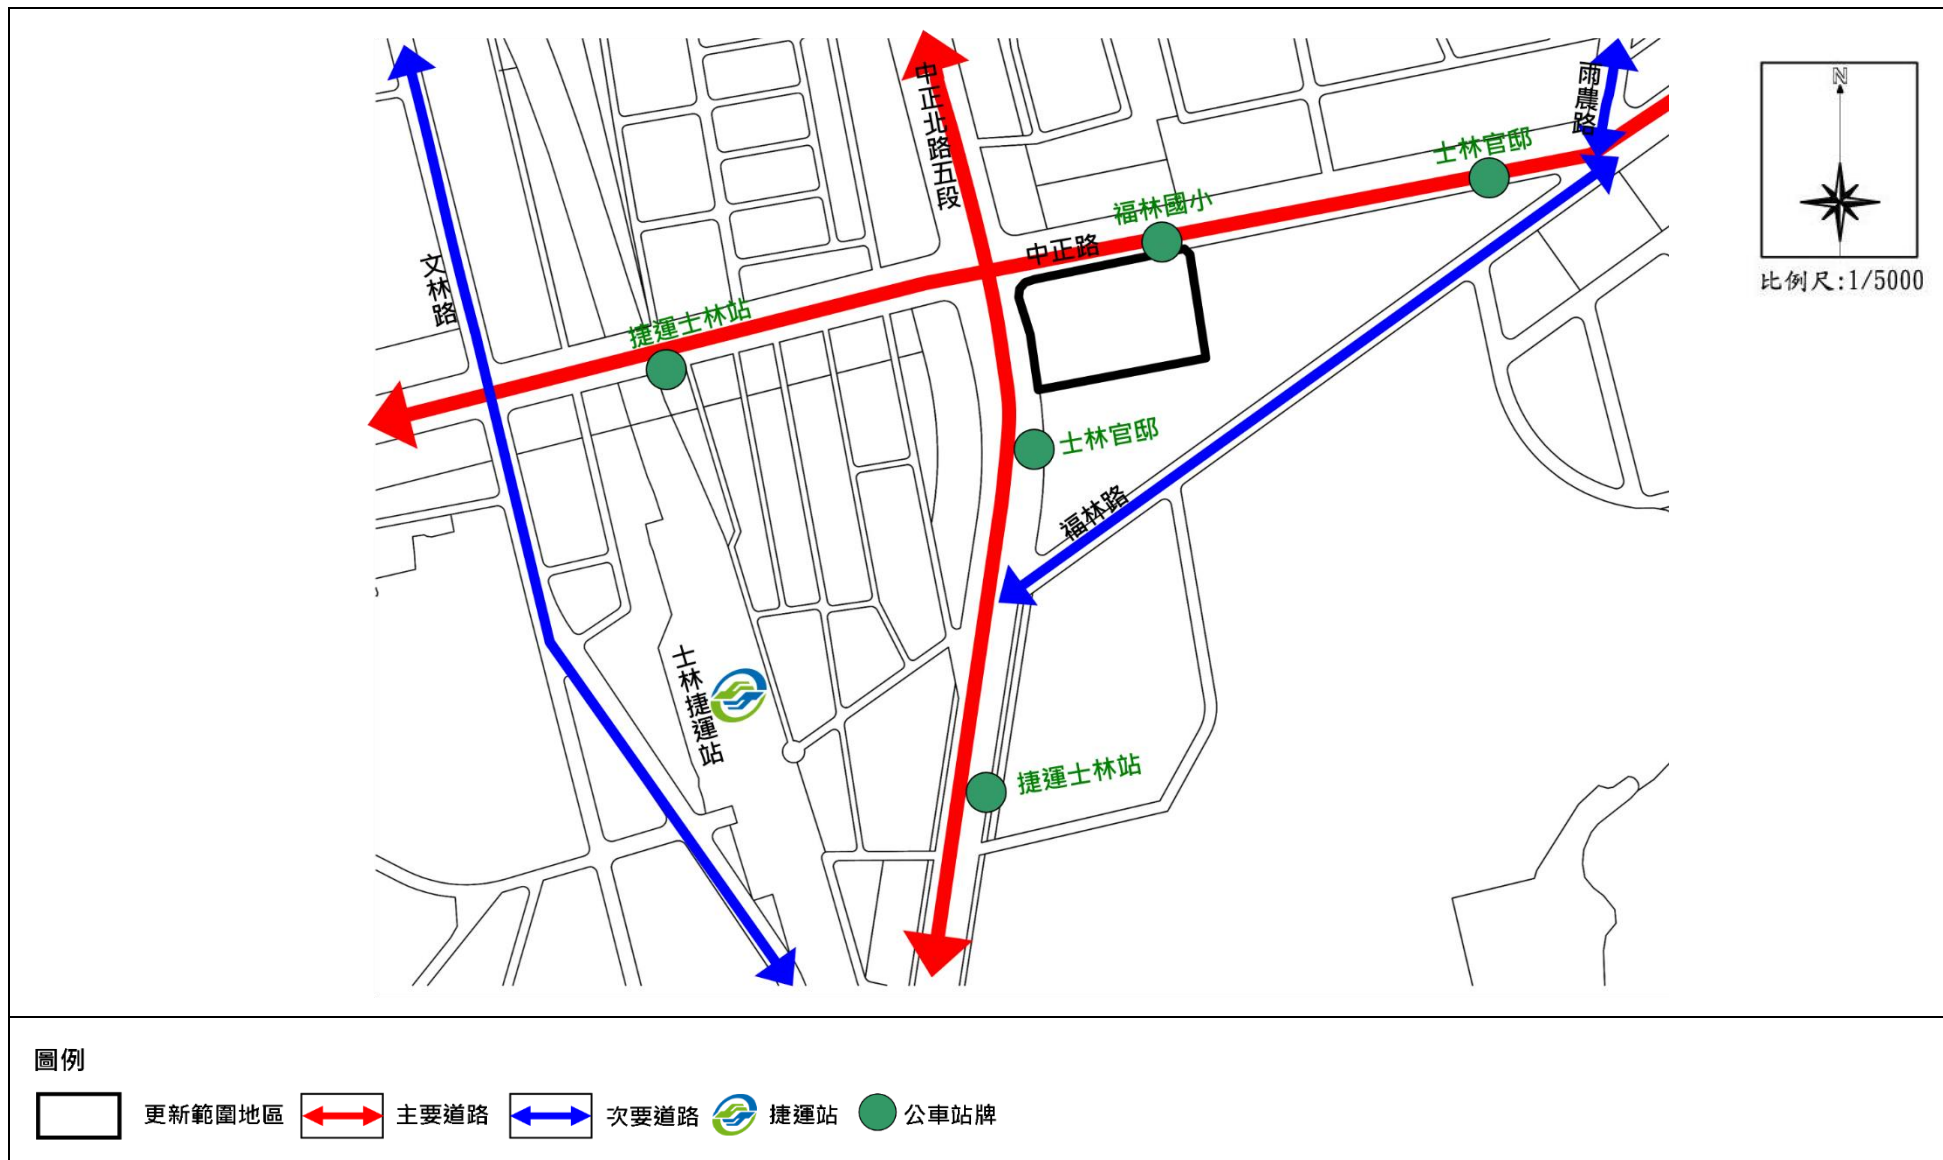 中正北路五段
雨農路
N
士林官邸
福林國小
中正路
文林路
比例尺:1/5000
捷運士林站
士林官邸
福林路
士林捷運站
捷運士林站
圖例
更新範圍地區
主要道路
次要道路
捷運站
公車站牌